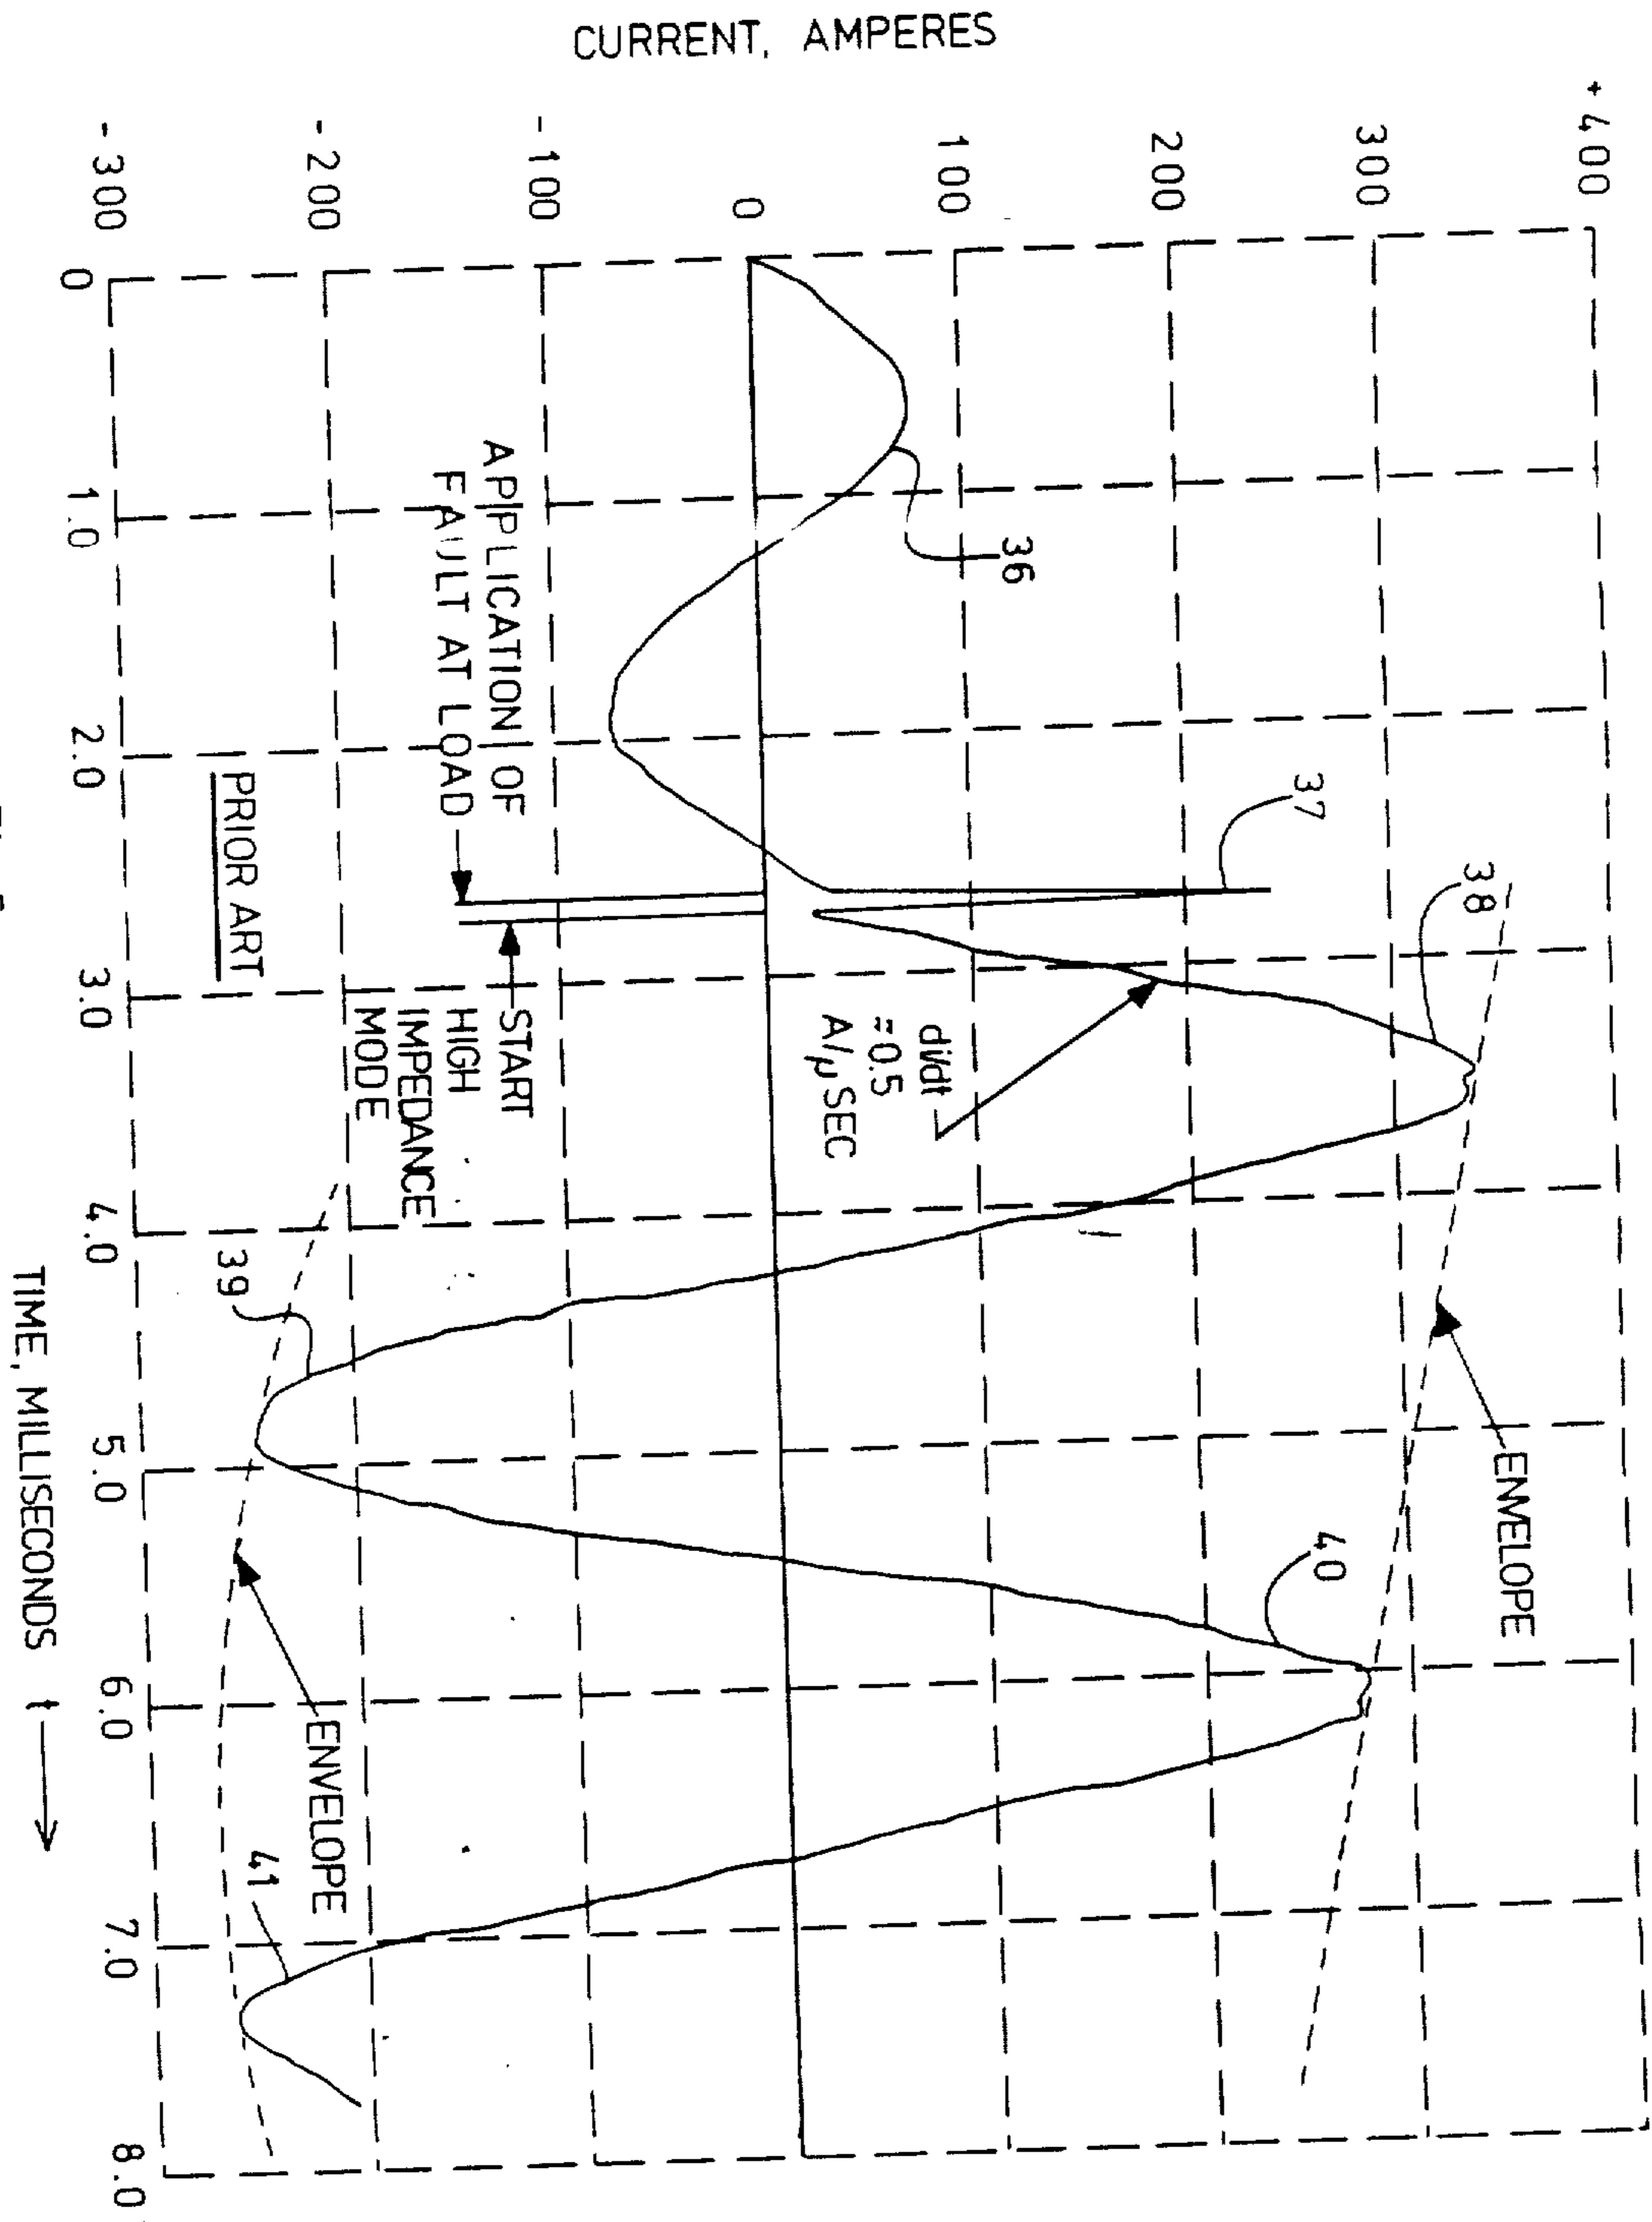 CURRENT, AMPERES
+400
300
200
100
0
-100
-200
-300
0
1.0
2.0
3.0
4.0
5.0
6.0
7.0
8.0
TIME, MILLISECONDS t
36
37
38
39
40
41
ENVELOPE
ENVELOPE
di/dt
≈0.5
A/μSEC
APPLICATION OF
FAULT AT LOAD
START
HIGH
IMPEDANCE
MODE
PRIOR ART